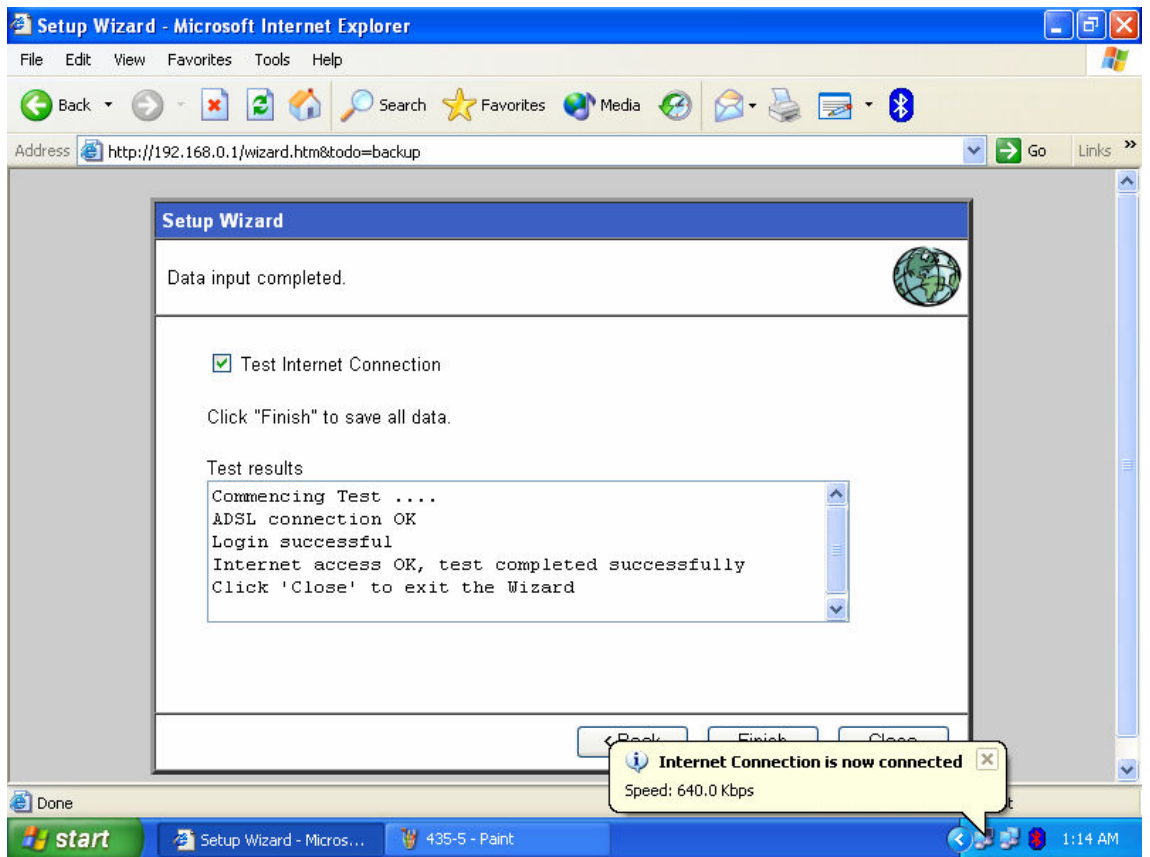 Setup Wizard - Microsoft Internet Explorer
File Edit View Favorites Tools Help
Back Search Favorites Media
Address http://192.168.0.1/wizard.htm&todo=backup Go Links »
Setup Wizard
Data input completed.
Test Internet Connection
Click "Finish" to save all data.
Test results
Commencing Test ....
ADSL connection OK
Login successful
Internet access OK, test completed successfully
Click 'Close' to exit the Wizard
< Back Finish Close
Internet Connection is now connected
Speed: 640.0 Kbps
Done
start Setup Wizard - Micros... 435-5 - Paint 1:14 AM